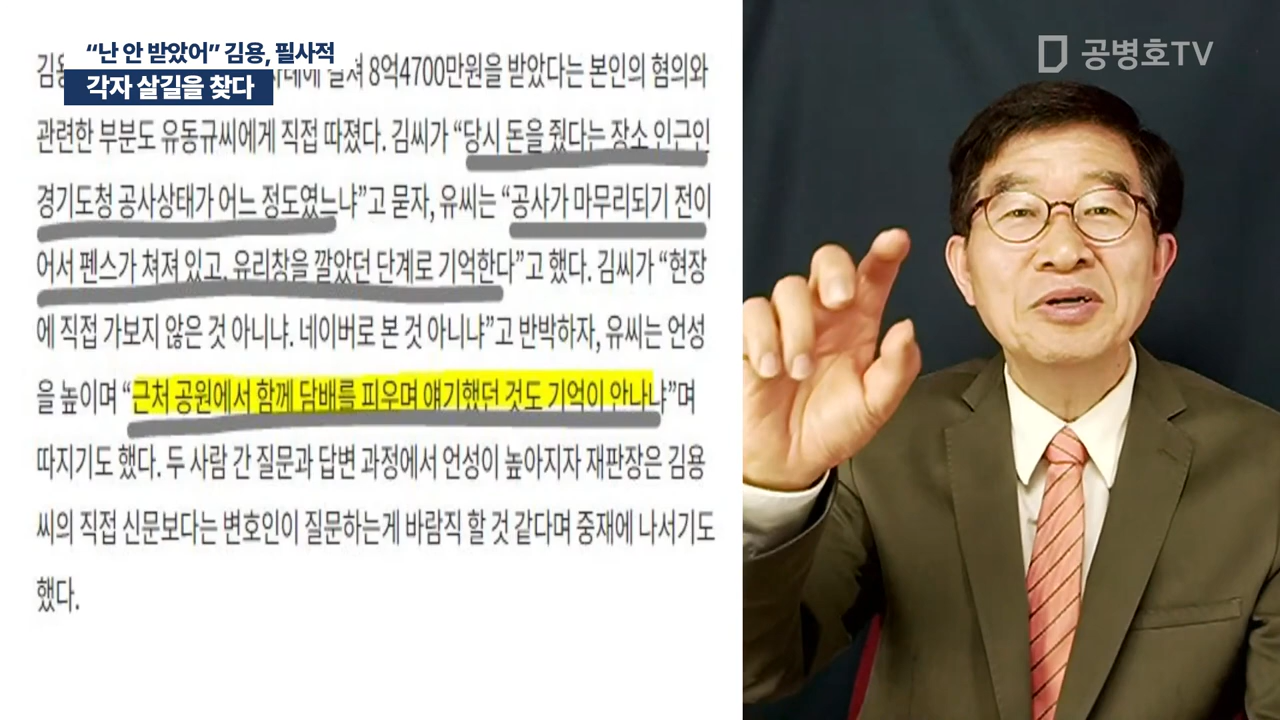 “난 안 받았어” 김용, 필사적
각자 살길을 찾다
공병호TV
8억4700만원을 받았다는 본인의 혐의와
관련한 부분도 유동규씨에게 직접 따졌다. 김씨가 “당시 돈을 줬다는 장소 인근인
경기도청 공사상태가 어느 정도였느냐”고 묻자, 유씨는 “공사가 마무리되기 전이
어서 펜스가 쳐져 있고, 유리창을 깔았던 단계로 기억한다”고 했다. 김씨가 “현장
에 직접 가보지 않은 것 아니냐. 네이버로 본 것 아니냐”고 반박하자, 유씨는 언성
을 높이며 “근처 공원에서 함께 담배를 피우며 얘기했던 것도 기억이 안나냐”며
따지기도 했다. 두 사람 간 질문과 답변 과정에서 언성이 높아지자 재판장은 김용
씨의 직접 신문보다는 변호인이 질문하는게 바람직 할 것 같다며 중재에 나서기도
했다.